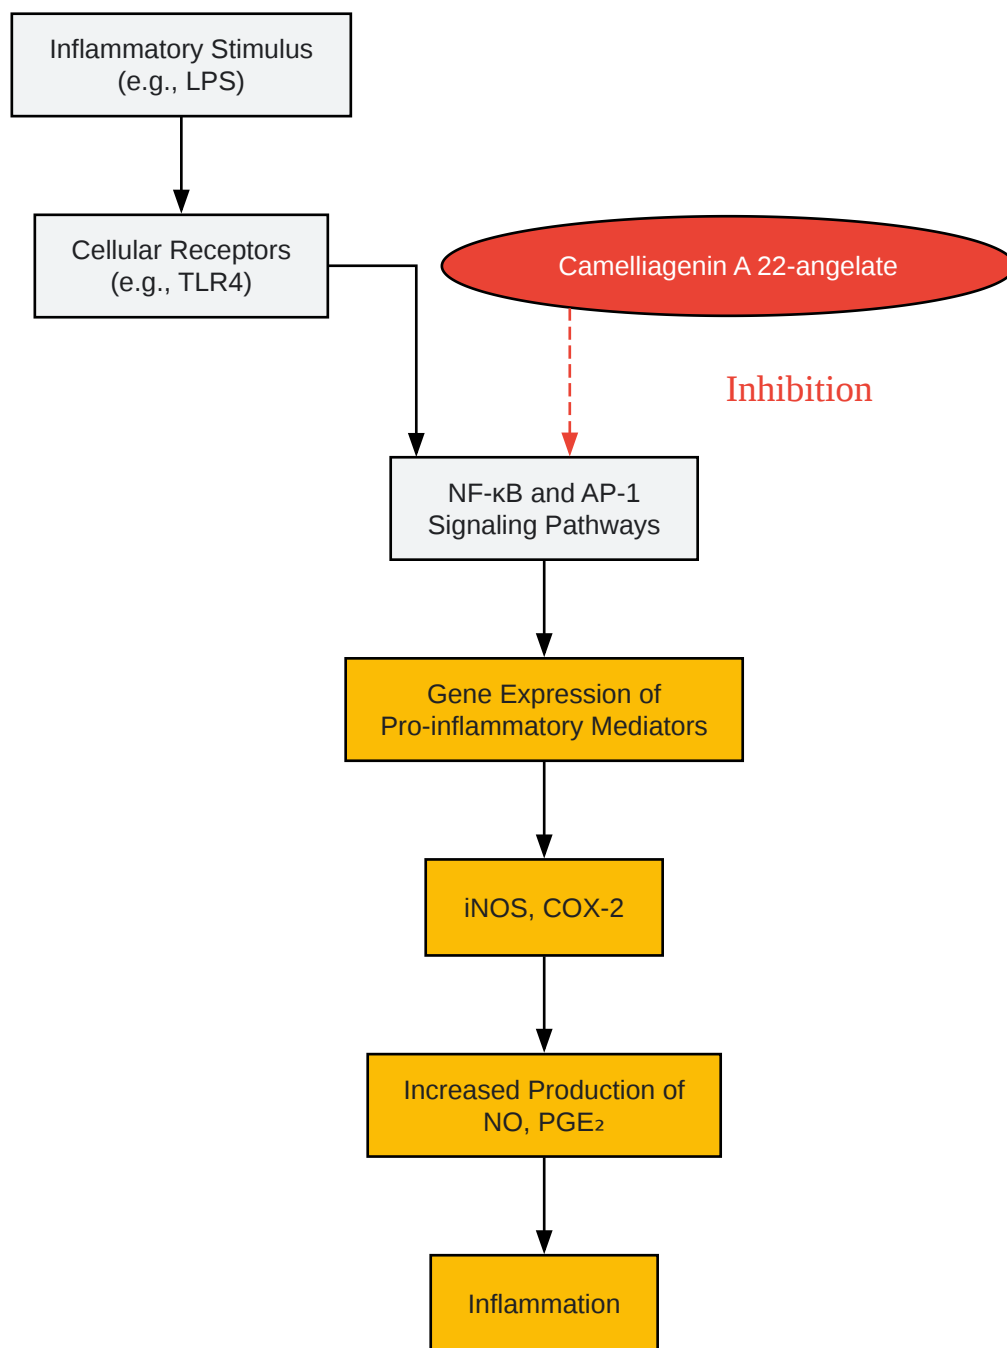 Inflammatory Stimulus
(e.g., LPS)
Cellular Receptors
(e.g., TLR4)
Camelliagenin A 22-angelate
Inhibition
NF-κB and AP-1
Signaling Pathways
Gene Expression of
Pro-inflammatory Mediators
iNOS, COX-2
Increased Production of
NO, PGE₂
Inflammation